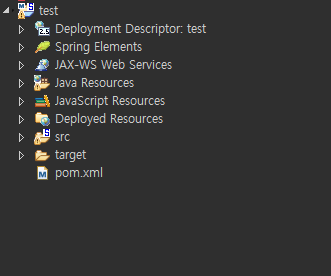 test
Deployment Descriptor: test
Spring Elements
JAX-WS Web Services
Java Resources
JavaScript Resources
Deployed Resources
src
target
pom.xml